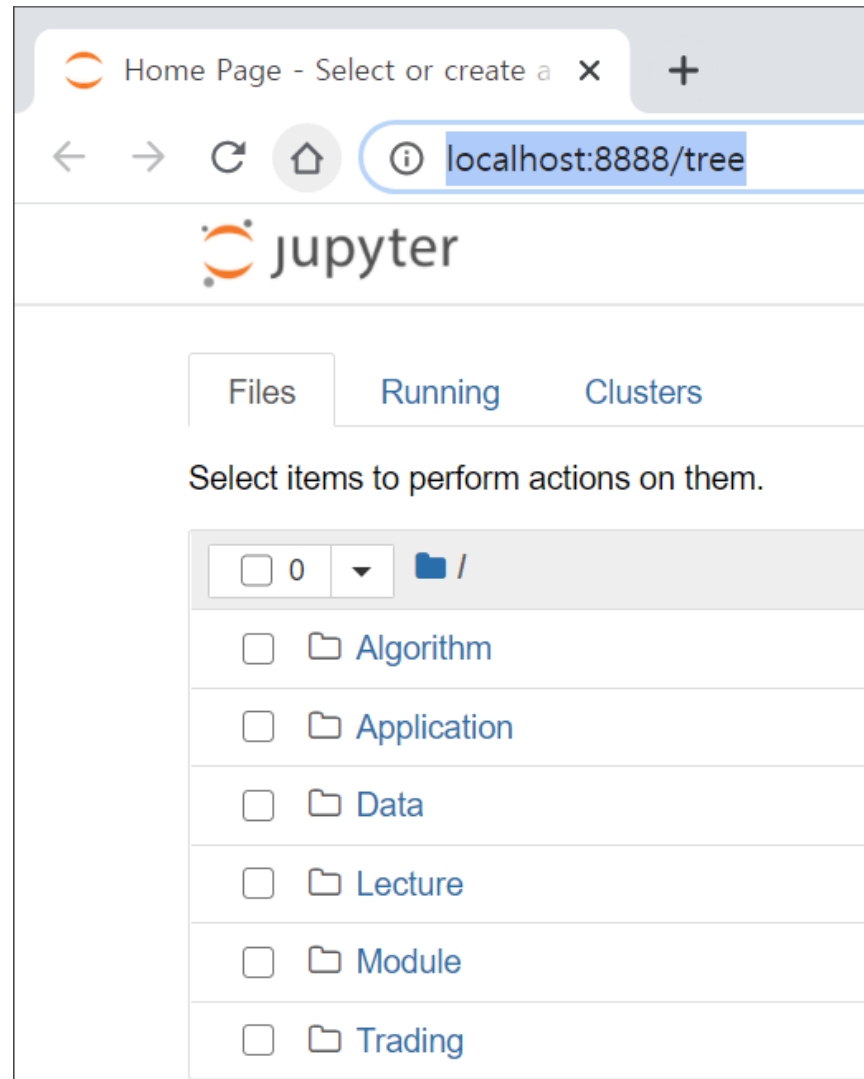 Home Page - Select or create a
localhost:8888/tree
jupyter
Files Running Clusters
Select items to perform actions on them.
0 /
Algorithm
Application
Data
Lecture
Module
Trading